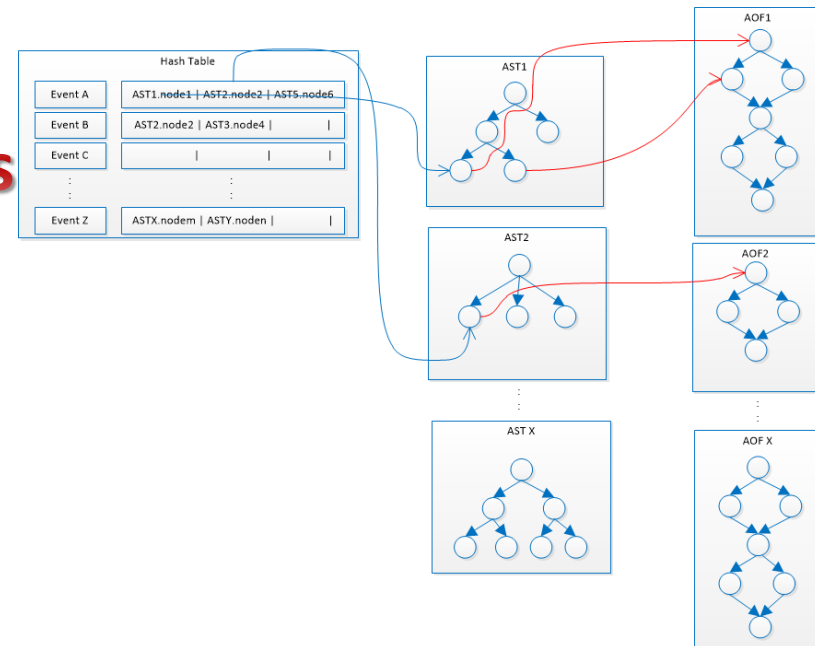 Hash Table
Event A
AST1.node1 | AST2.node2 | AST5.node6
Event B
AST2.node2 | AST3.node4 | |
Event C
| | |
Event Z
ASTX.nodem | ASTY.noden | |
s
AST1
AST2
AST X
AOF1
AOF2
AOF X